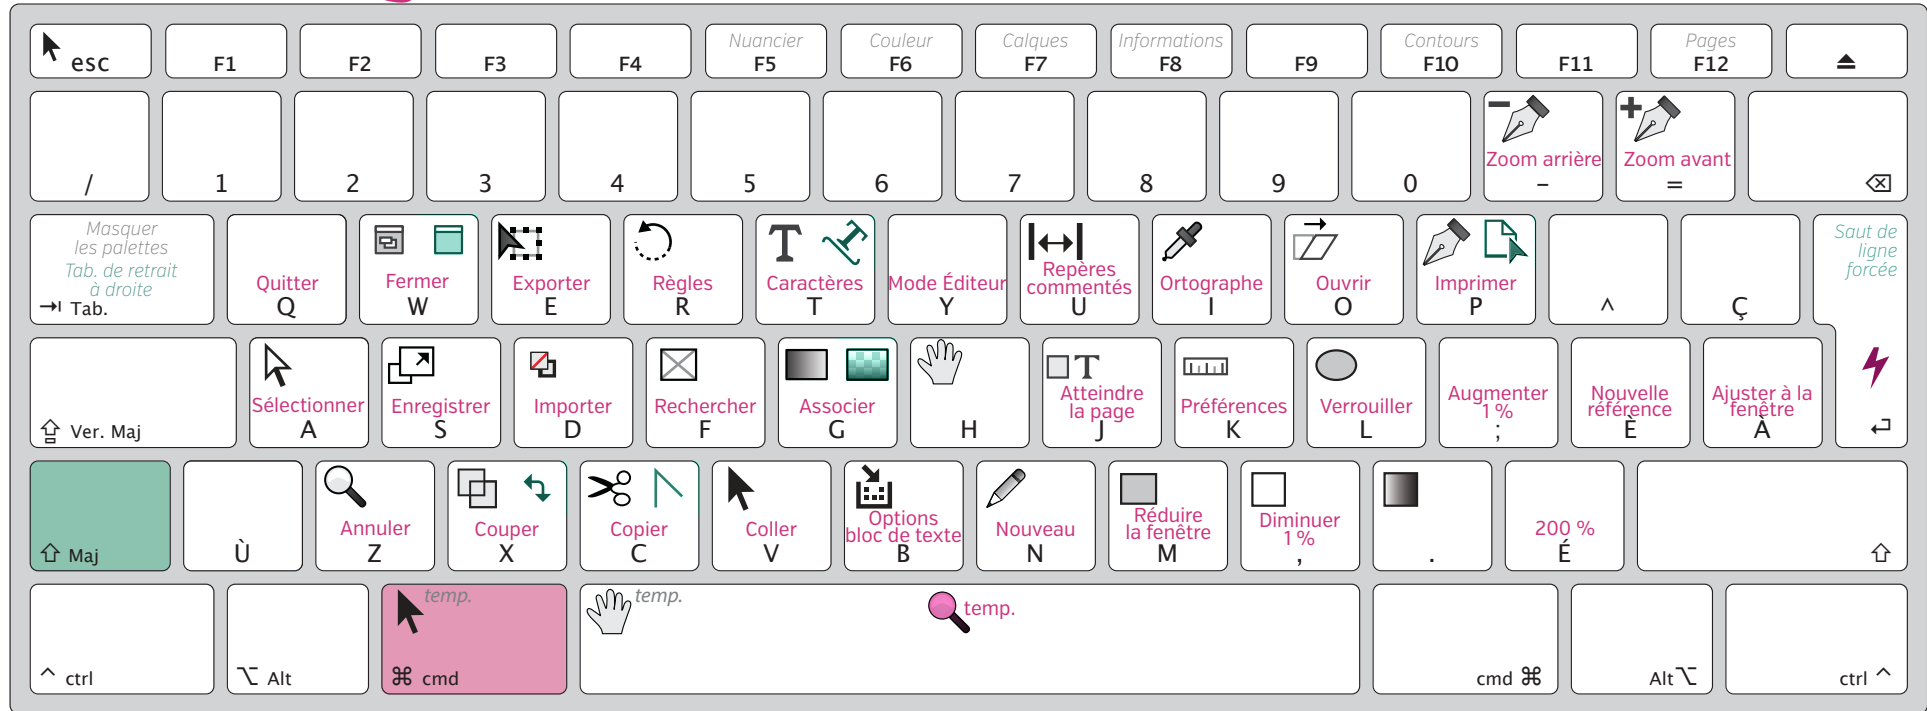 esc
F1
F2
F3
F4
Nuancier
F5
Couleur
F6
Calques
F7
Informations
F8
F9
Contours
F10
F11
Pages
F12
/
1
2
3
4
5
6
7
8
9
0
Zoom arrière
-
Zoom avant
=
Masquer
les palettes
Tab. de retrait
à droite
Tab.
Quitter
Q
Fermer
W
Exporter
E
Règles
R
T
Caractères
T
Mode Éditeur
Y
Repères
commentés
U
Ortographe
I
Ouvrir
O
Imprimer
P
^
Ç
Saut de
ligne
forcée
Ver. Maj
Sélectionner
A
Enregistrer
S
Importer
D
Rechercher
F
Associer
G
H
T
Atteindre
la page
J
Préférences
K
Verrouiller
L
Augmenter
1 %
;
Nouvelle
référence
È
Ajuster à la
fenêtre
À
Maj
Ù
Annuler
Z
Couper
X
Copier
C
Coller
V
Options
bloc de texte
B
Nouveau
N
Réduire
la fenêtre
M
Diminuer
1 %
,
.
200 %
É
^ ctrl
⌥ Alt
temp.
⌘ cmd
temp.
temp.
cmd ⌘
Alt ⌥
ctrl ^